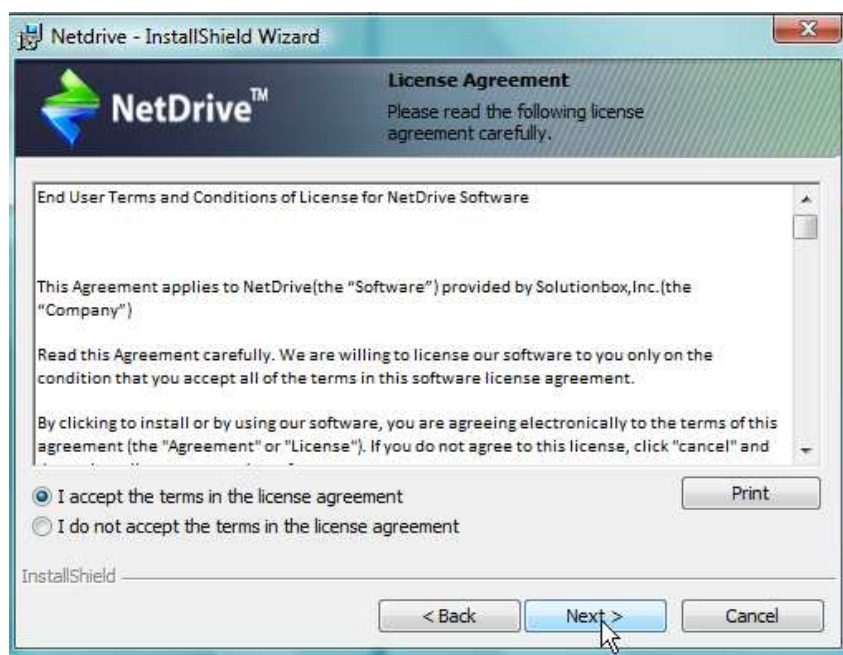 Netdrive - InstallShield Wizard
NetDrive™
License Agreement
Please read the following license
agreement carefully.
End User Terms and Conditions of License for NetDrive Software
This Agreement applies to NetDrive(the “Software”) provided by Solutionbox,Inc.(the
“Company”)
Read this Agreement carefully. We are willing to license our software to you only on the
condition that you accept all of the terms in this software license agreement.
By clicking to install or by using our software, you are agreeing electronically to the terms of this
agreement (the "Agreement" or "License"). If you do not agree to this license, click "cancel" and
I accept the terms in the license agreement
Print
I do not accept the terms in the license agreement
InstallShield
< Back
Next >
Cancel